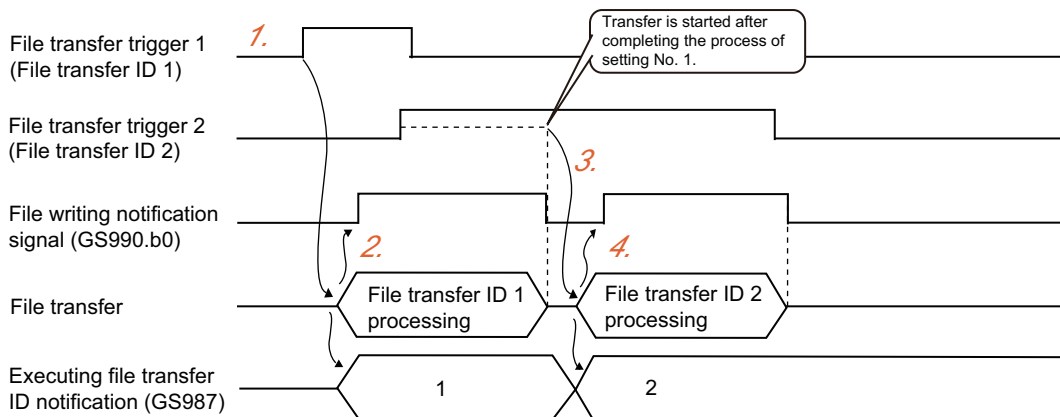 Transfer is started after
completing the process of
setting No. 1.
File transfer trigger 1
(File transfer ID 1)
1.
File transfer trigger 2
(File transfer ID 2)
3.
File writing notification
signal (GS990.b0)
2.
4.
File transfer
File transfer ID 1
processing
File transfer ID 2
processing
Executing file transfer
ID notification (GS987)
1
2